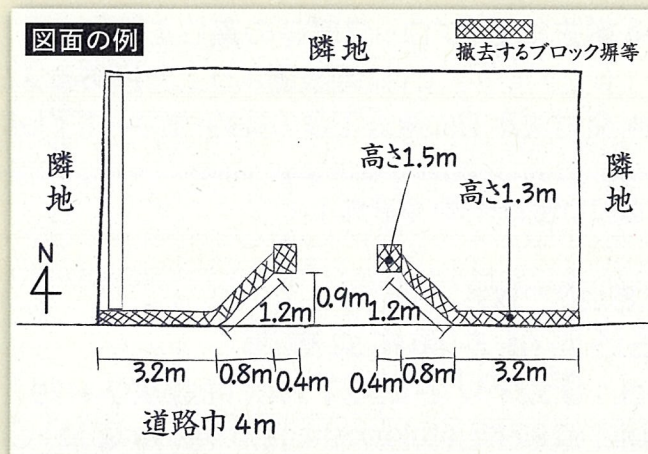 図面の例
隣地
撤去するブロック塀等
隣地
隣地
高さ1.5m
高さ1.3m
N
1.2m
0.9m
1.2m
3.2m
0.8m
0.4m
0.4m
0.8m
3.2m
道路巾4m